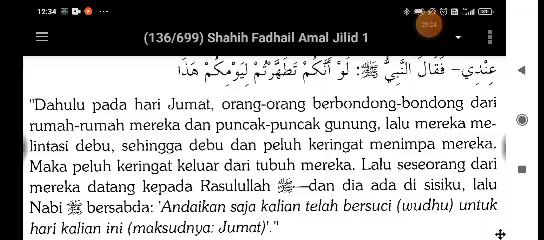 12:34
29:24
(136/699) Shahih Fadhail Amal Jilid 1
عِنْدِي – فَقَالَ النَّبِيُّ ﷺ: لَوْ أَنَّكُمْ تَطَهَّرْتُمْ لِيَوْمِكُمْ هَذَا
"Dahulu pada hari Jumat, orang-orang berbondong-bondong dari
rumah-rumah mereka dan puncak-puncak gunung, lalu mereka me-
lintasi debu, sehingga debu dan peluh keringat menimpa mereka.
Maka peluh keringat keluar dari tubuh mereka. Lalu seseorang dari
mereka datang kepada Rasulullah ﷺ—dan dia ada di sisiku, lalu
Nabi ﷺ bersabda: 'Andaikan saja kalian telah bersuci (wudhu) untuk
hari kalian ini (maksudnya: Jumat)'."